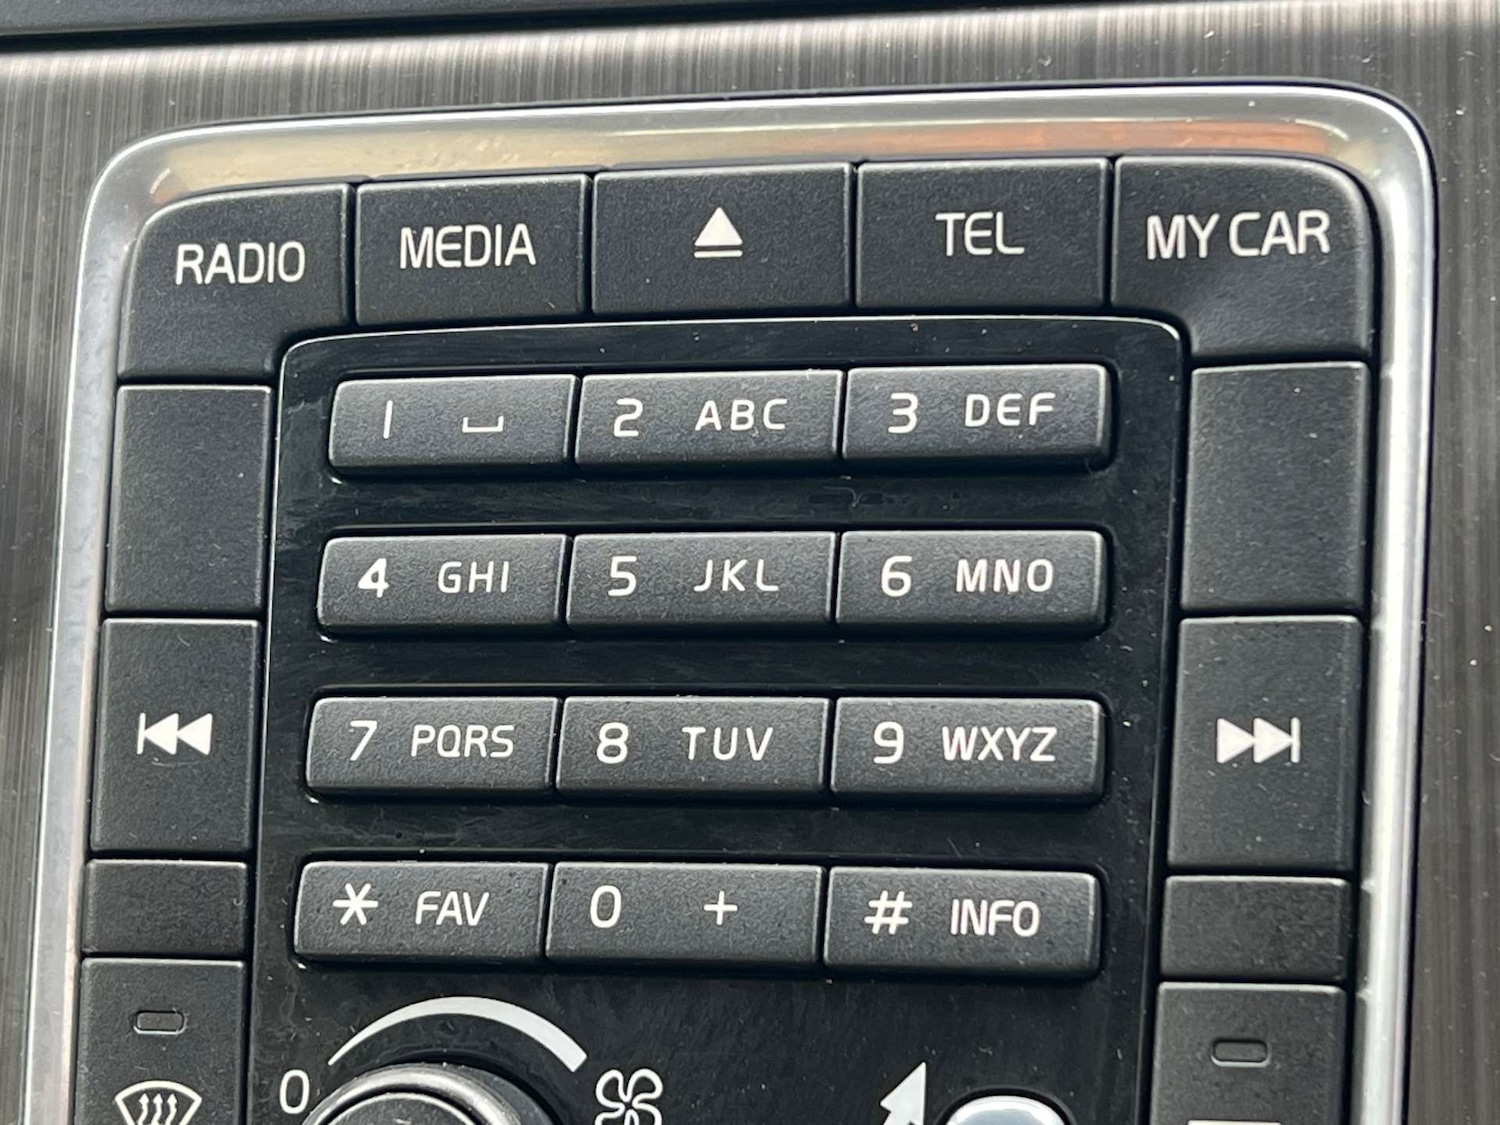 RADIO MEDIA TEL MY CAR
1 ␣ 2 ABC 3 DEF
4 GHI 5 JKL 6 MNO
7 PQRS 8 TUV 9 WXYZ
* FAV 0 + # INFO
0